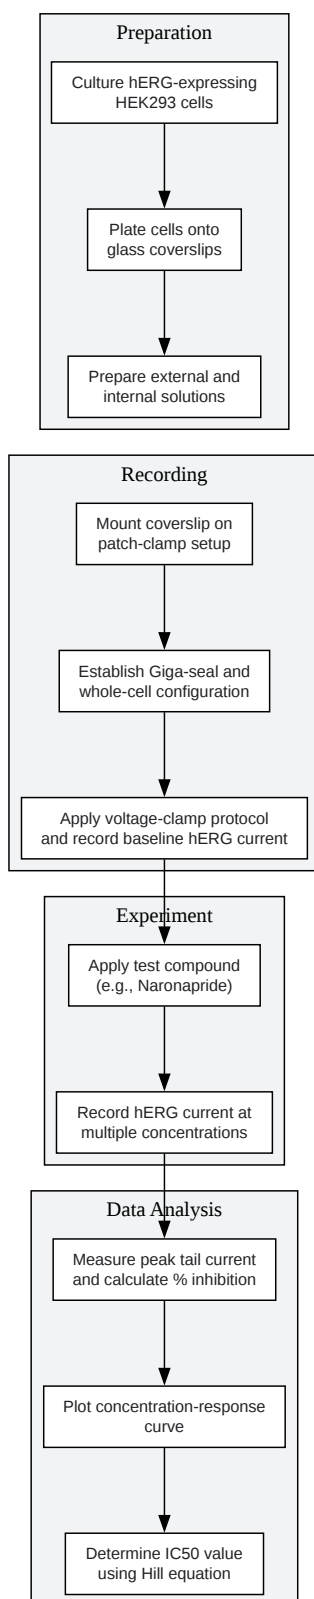 Preparation
Culture hERG-expressing
HEK293 cells
Plate cells onto
glass coverslips
Prepare external and
internal solutions
Recording
Mount coverslip on
patch-clamp setup
Establish Giga-seal and
whole-cell configuration
Apply voltage-clamp protocol
and record baseline hERG current
Experiment
Apply test compound
(e.g., Naronapride)
Record hERG current at
multiple concentrations
Data Analysis
Measure peak tail current
and calculate % inhibition
Plot concentration-response
curve
Determine IC50 value
using Hill equation